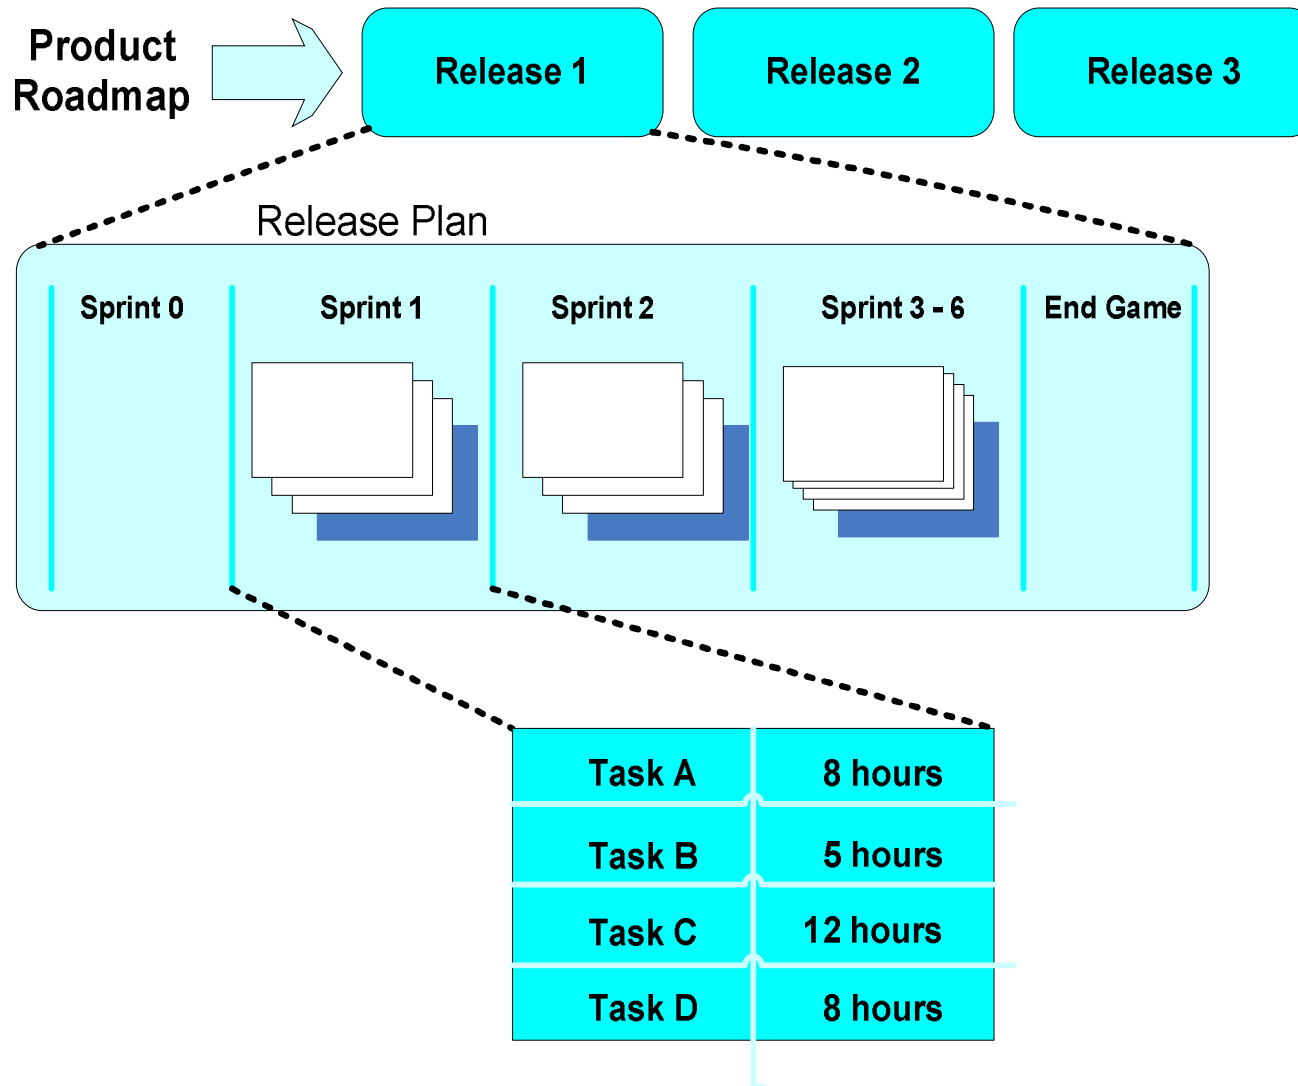 Product
Roadmap
Release 1
Release 2
Release 3
Release Plan
Sprint 0
Sprint 1
Sprint 2
Sprint 3 - 6
End Game
Task A
8 hours
Task B
5 hours
Task C
12 hours
Task D
8 hours